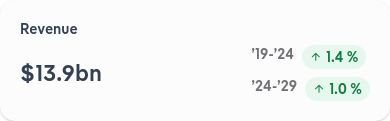 Revenue
$13.9bn
'19-'24 ↑ 1.4 %
'24-'29 ↑ 1.0 %